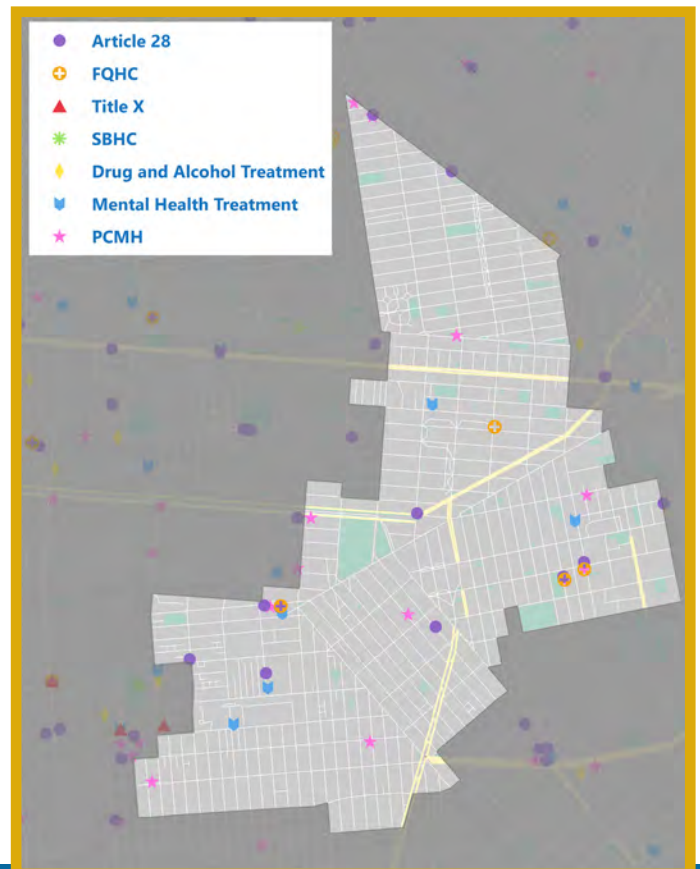 Article 28
FQHC
Title X
SBHC
Drug and Alcohol Treatment
Mental Health Treatment
PCMH